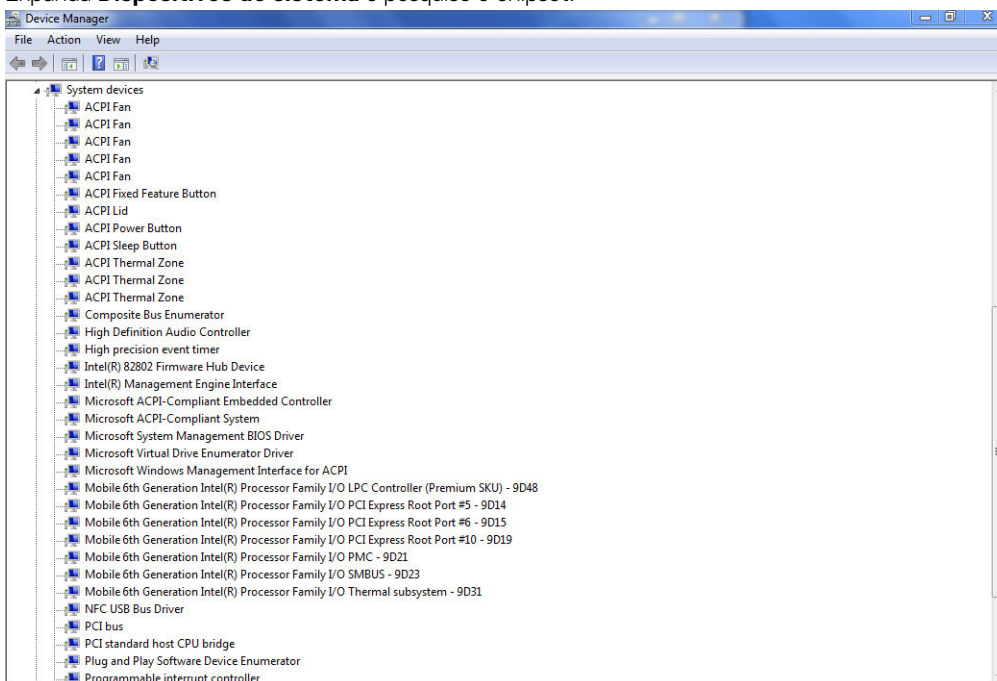 Expanda Dispositivos do sistema e pesquise o chipset.
Device Manager
File Action View Help
System devices
ACPI Fan
ACPI Fan
ACPI Fan
ACPI Fan
ACPI Fan
ACPI Fixed Feature Button
ACPI Lid
ACPI Power Button
ACPI Sleep Button
ACPI Thermal Zone
ACPI Thermal Zone
ACPI Thermal Zone
Composite Bus Enumerator
High Definition Audio Controller
High precision event timer
Intel(R) 82802 Firmware Hub Device
Intel(R) Management Engine Interface
Microsoft ACPI-Compliant Embedded Controller
Microsoft ACPI-Compliant System
Microsoft System Management BIOS Driver
Microsoft Virtual Drive Enumerator Driver
Microsoft Windows Management Interface for ACPI
Mobile 6th Generation Intel(R) Processor Family I/O LPC Controller (Premium SKU) - 9D48
Mobile 6th Generation Intel(R) Processor Family I/O PCI Express Root Port #5 - 9D14
Mobile 6th Generation Intel(R) Processor Family I/O PCI Express Root Port #6 - 9D15
Mobile 6th Generation Intel(R) Processor Family I/O PCI Express Root Port #10 - 9D19
Mobile 6th Generation Intel(R) Processor Family I/O PMC - 9D21
Mobile 6th Generation Intel(R) Processor Family I/O SMBUS - 9D23
Mobile 6th Generation Intel(R) Processor Family I/O Thermal subsystem - 9D31
NFC USB Bus Driver
PCI bus
PCI standard host CPU bridge
Plug and Play Software Device Enumerator
Programmable interrupt controller